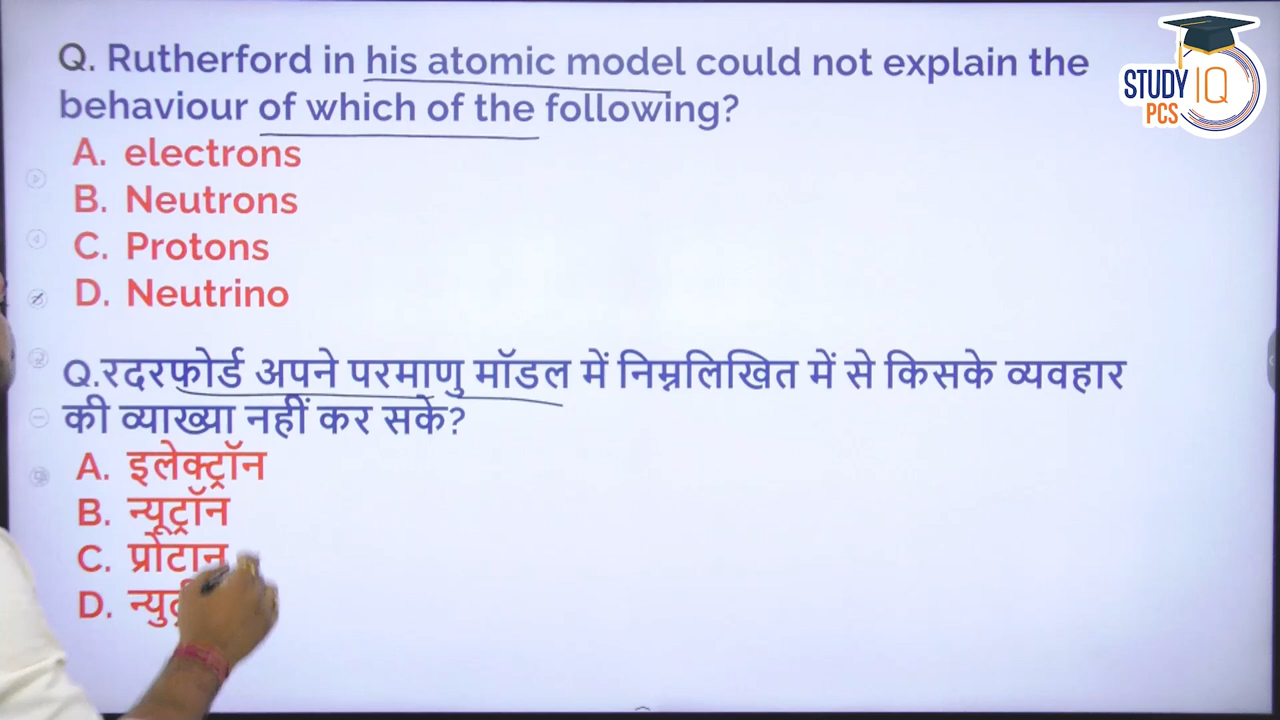 Q. Rutherford in his atomic model could not explain the
behaviour of which of the following?
A. electrons
B. Neutrons
C. Protons
D. Neutrino
Q.रदरफोर्ड अपने परमाणु मॉडल में निम्नलिखित में से किसके व्यवहार
की व्याख्या नहीं कर सके?
A. इलेक्ट्रॉन
B. न्यूट्रॉन
C. प्रोटान
D.
STUDY IQ
PCS